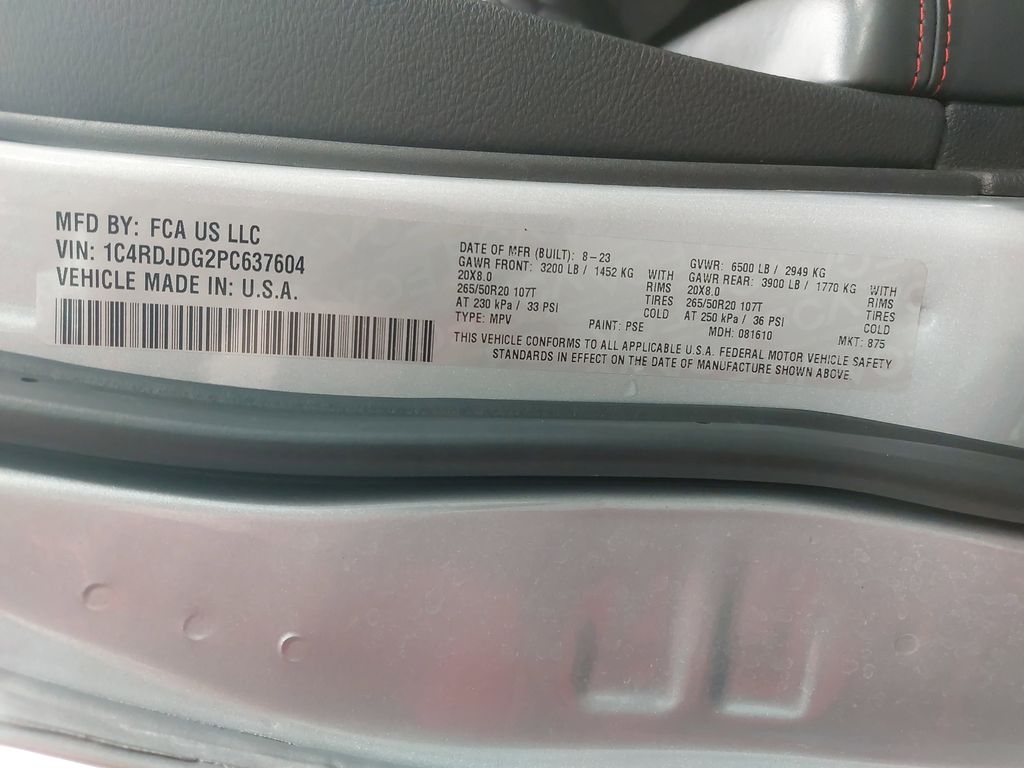 MFD BY: FCA US LLC
VIN: 1C4RDJDG2PC637604
VEHICLE MADE IN: U.S.A.
DATE OF MFR (BUILT): 8-23
GVWR: 6500 LB / 2949 KG
GAWR FRONT: 3200 LB / 1452 KG WITH
20X8.0 RIMS
265/50R20 107T TIRES
AT 230 kPa / 33 PSI COLD
GAWR REAR: 3900 LB / 1770 KG WITH
20X8.0 RIMS
265/50R20 107T TIRES
AT 250 kPa / 36 PSI COLD
TYPE: MPV PAINT: PSE MDH: 081610 MKT: 875
THIS VEHICLE CONFORMS TO ALL APPLICABLE U.S.A. FEDERAL MOTOR VEHICLE SAFETY
STANDARDS IN EFFECT ON THE DATE OF MANUFACTURE SHOWN ABOVE.